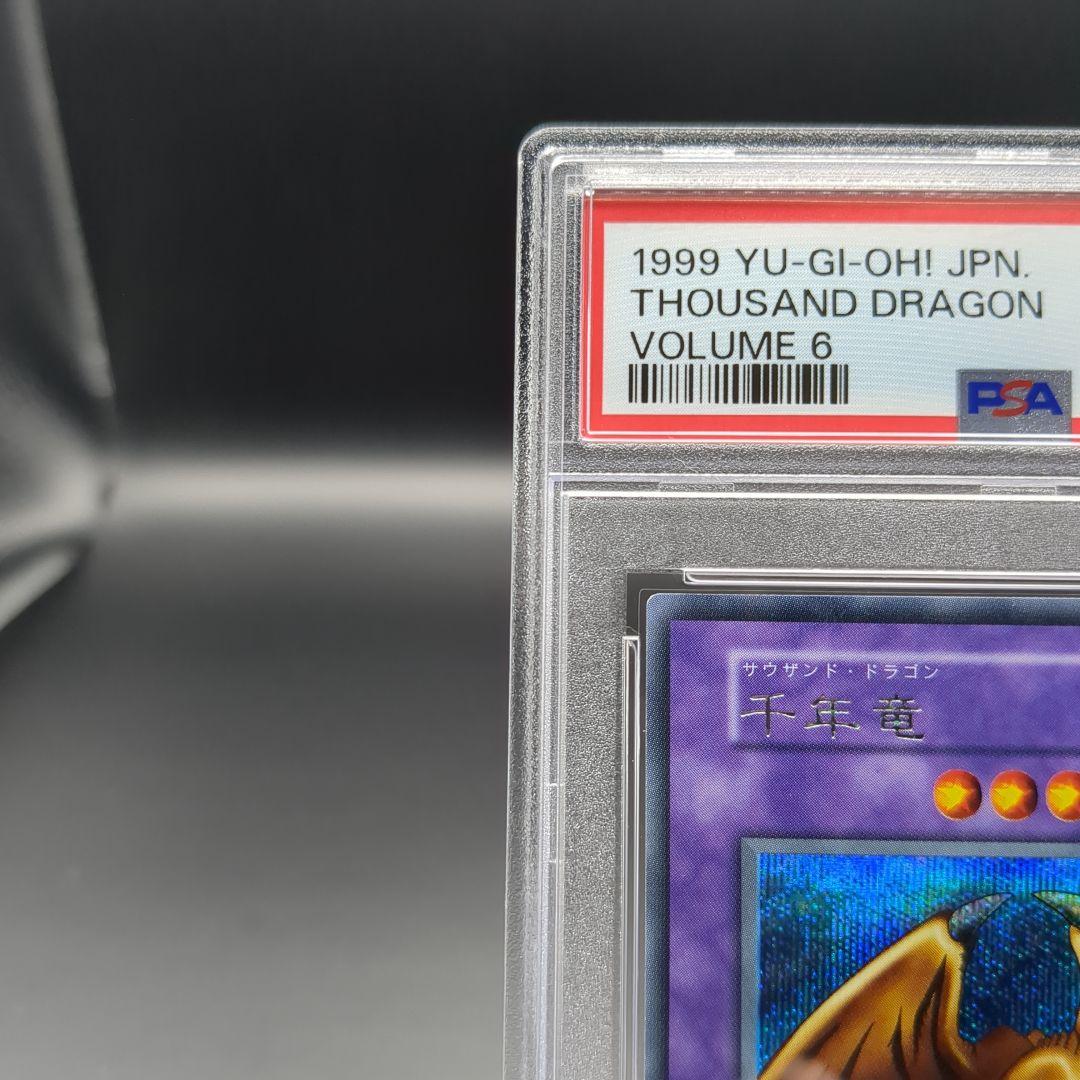 1999 YU-GI-OH! JPN.
THOUSAND DRAGON
VOLUME 6
PSA
サウザンド・ドラゴン
千年竜